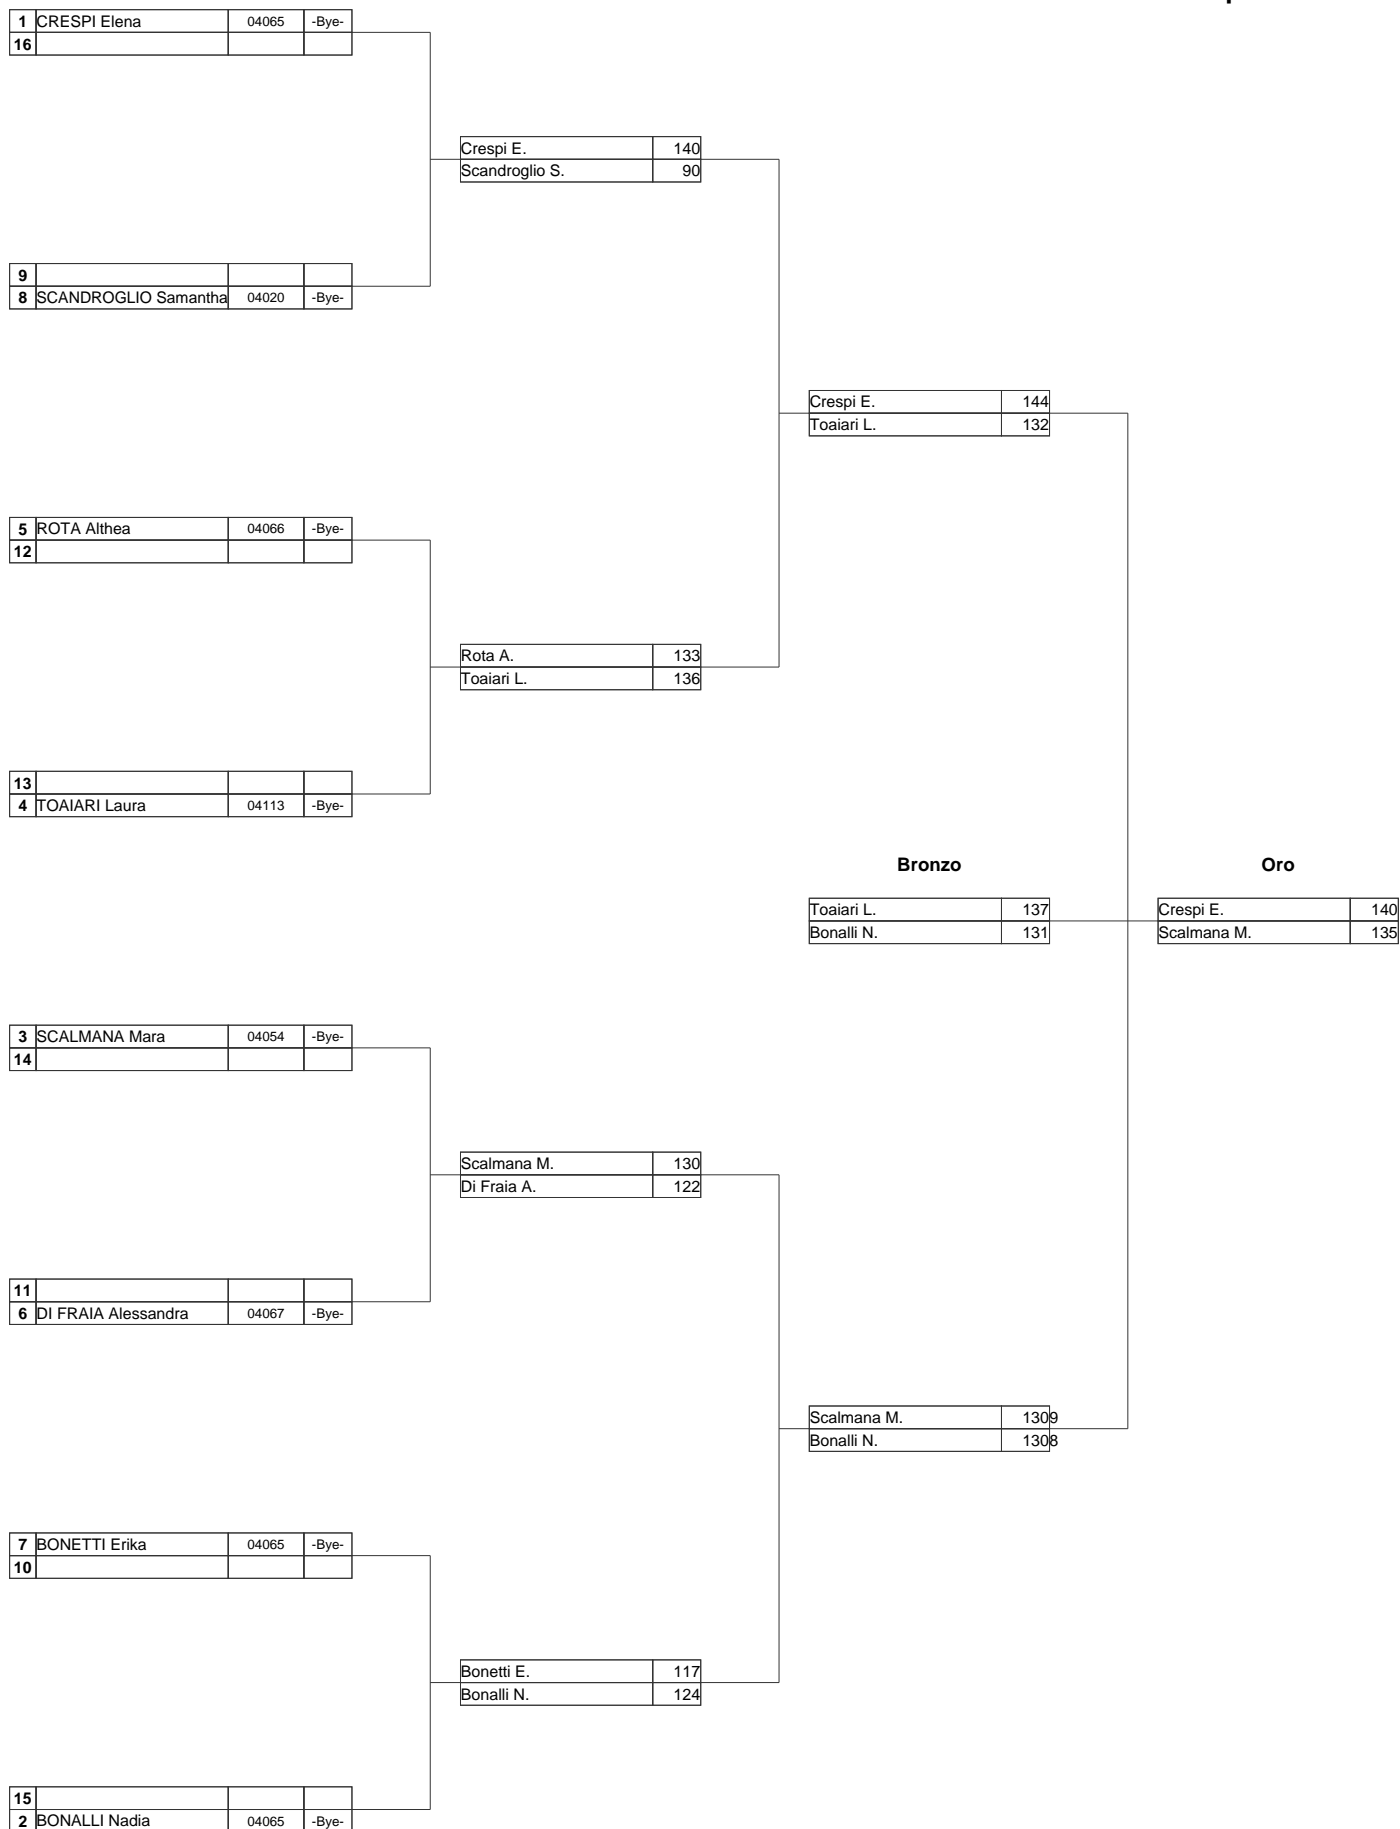 1 CRESPI Elena 04065 -Bye-
16
Crespi E. 140
Scandroglio S. 90
9
8 SCANDROGLIO Samantha 04020 -Bye-
Crespi E. 144
Toaiari L. 132
5 ROTA Althea 04066 -Bye-
12
Rota A. 133
Toaiari L. 136
13
4 TOAIARI Laura 04113 -Bye-
Bronzo Oro
Toaiari L. 137 Crespi E. 140
Bonalli N. 131 Scalmana M. 135
3 SCALMANA Mara 04054 -Bye-
14
Scalmana M. 130
Di Fraia A. 122
11
6 DI FRAIA Alessandra 04067 -Bye-
Scalmana M. 1309
Bonalli N. 1308
7 BONETTI Erika 04065 -Bye-
10
Bonetti E. 117
Bonalli N. 124
15
2 BONALLI Nadia 04065 -Bye-